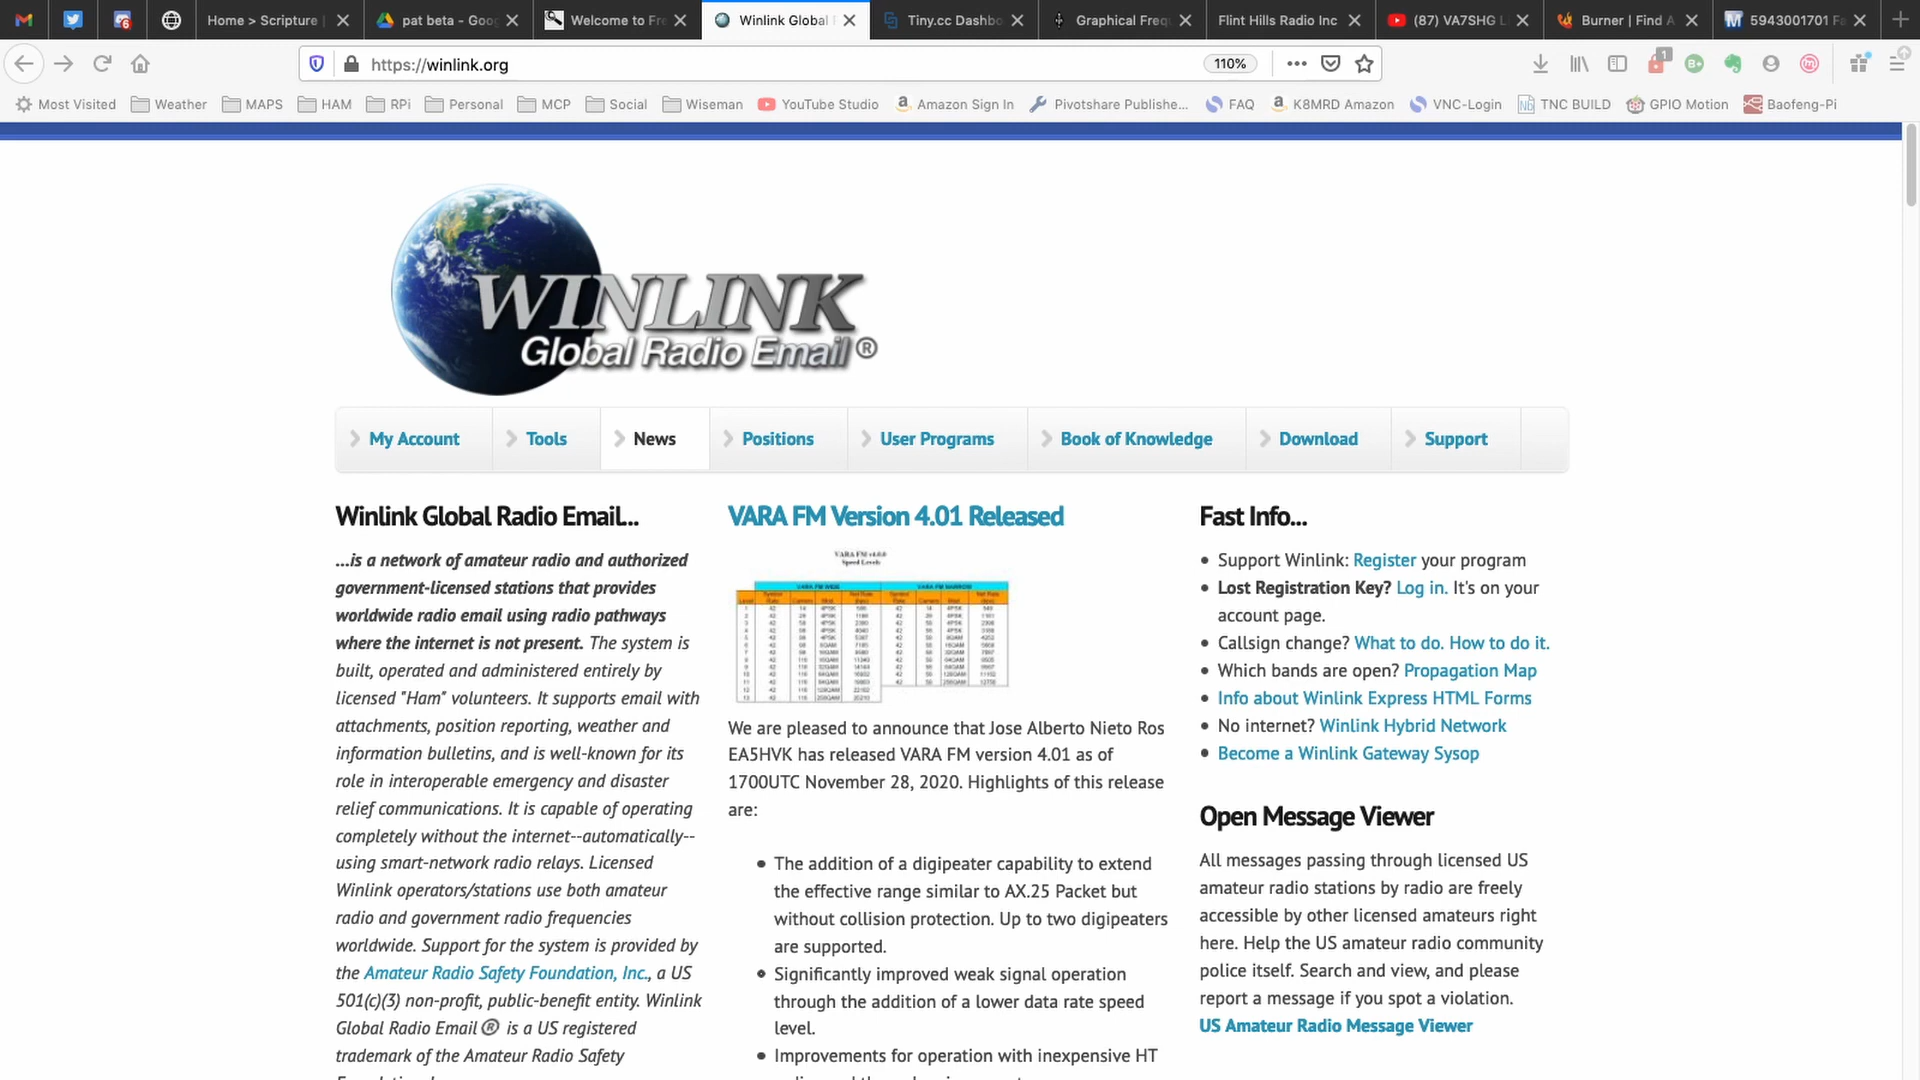 Home > Scripture
pat beta - Goog
Welcome to Fre
Winlink Global
Tiny.cc Dashbo
Graphical Freq
Flint Hills Radio Inc
(87) VA7SHG L
Burner | Find A
5943001701 Fa
https://winlink.org
110%
1
Most Visited
Weather
MAPS
HAM
RPi
Personal
MCP
Social
Wiseman
YouTube Studio
Amazon Sign In
Pivotshare Publishe...
FAQ
K8MRD Amazon
VNC-Login
TNC BUILD
GPIO Motion
Baofeng-Pi
WINLINK
Global Radio Email ®
My Account
Tools
News
Positions
User Programs
Book of Knowledge
Download
Support
Winlink Global Radio Email...
...is a network of amateur radio and authorized
government-licensed stations that provides
worldwide radio email using radio pathways
where the internet is not present. The system is
built, operated and administered entirely by
licensed "Ham" volunteers. It supports email with
attachments, position reporting, weather and
information bulletins, and is well-known for its
role in interoperable emergency and disaster
relief communications. It is capable of operating
completely without the internet--automatically--
using smart-network radio relays. Licensed
Winlink operators/stations use both amateur
radio and government radio frequencies
worldwide. Support for the system is provided by
the Amateur Radio Safety Foundation, Inc., a US
501(c)(3) non-profit, public-benefit entity. Winlink
Global Radio Email ® is a US registered
trademark of the Amateur Radio Safety
VARA FM Version 4.01 Released
Speed Levels
VARA FM WIDE
VARA FM NARROW
We are pleased to announce that Jose Alberto Nieto Ros
EA5HVK has released VARA FM version 4.01 as of
1700UTC November 28, 2020. Highlights of this release
are:
• The addition of a digipeater capability to extend
the effective range similar to AX.25 Packet but
without collision protection. Up to two digipeaters
are supported.
• Significantly improved weak signal operation
through the addition of a lower data rate speed
level.
• Improvements for operation with inexpensive HT
Fast Info...
• Support Winlink: Register your program
• Lost Registration Key? Log in. It's on your
account page.
• Callsign change? What to do. How to do it.
• Which bands are open? Propagation Map
• Info about Winlink Express HTML Forms
• No internet? Winlink Hybrid Network
• Become a Winlink Gateway Sysop
Open Message Viewer
All messages passing through licensed US
amateur radio stations by radio are freely
accessible by other licensed amateurs right
here. Help the US amateur radio community
police itself. Search and view, and please
report a message if you spot a violation.
US Amateur Radio Message Viewer